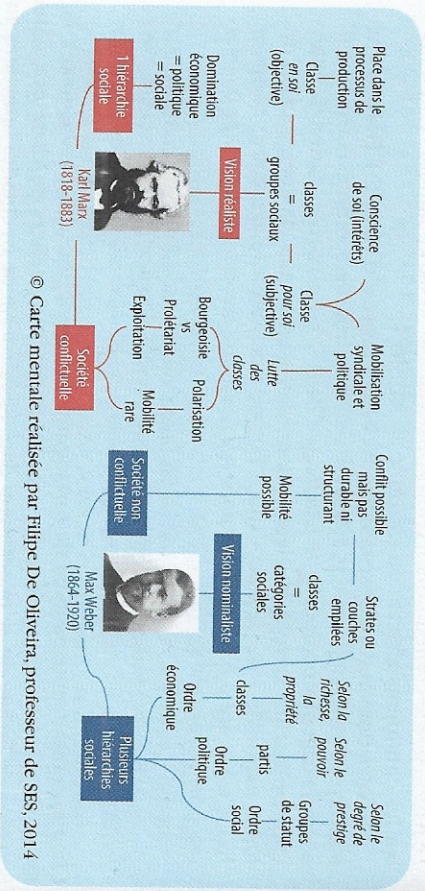 Place dans le
processus de
production
Classe
en soi
(objective)
Conscience
de soi (intérêts)
classes
=
groupes sociaux
Classe
pour soi
(subjective)
Mobilisation
syndicale et
politique
Lutte
des
classes
Domination
économique
= politique
= sociale
1 hiérarchie
sociale
Vision réaliste
Karl Marx
(1818-1883)
Bourgeoisie
vs
Prolétariat
Exploitation
Polarisation
Mobilité
rare
Société
conflictuelle
Conflit possible
mais pas
durable ni
structurant
Mobilité
possible
Société non
conflictuelle
Strates ou
couches
empilées
classes
=
catégories
sociales
Vision nominaliste
Max Weber
(1864-1920)
Selon la
richesse,
la
propriété
classes
Ordre
économique
Selon le
pouvoir
partis
Ordre
politique
Selon le
degré de
prestige
Groupes
de statut
Ordre
social
Plusieurs
hiérarchies
sociales
© Carte mentale réalisée par Filipe De Oliveira, professeur de SES, 2014